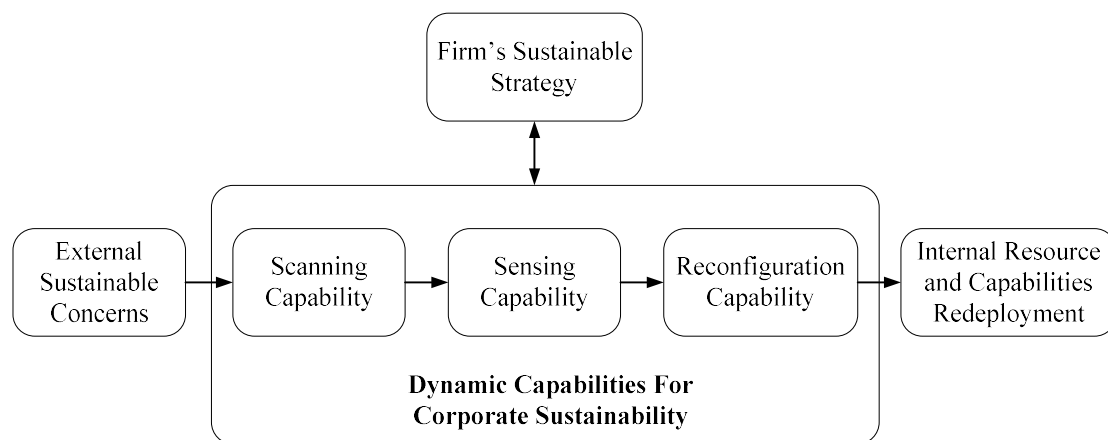 Firm's Sustainable
Strategy
External
Sustainable
Concerns
Scanning
Capability
Sensing
Capability
Reconfiguration
Capability
Internal Resource
and Capabilities
Redeployment
Dynamic Capabilities For
Corporate Sustainability